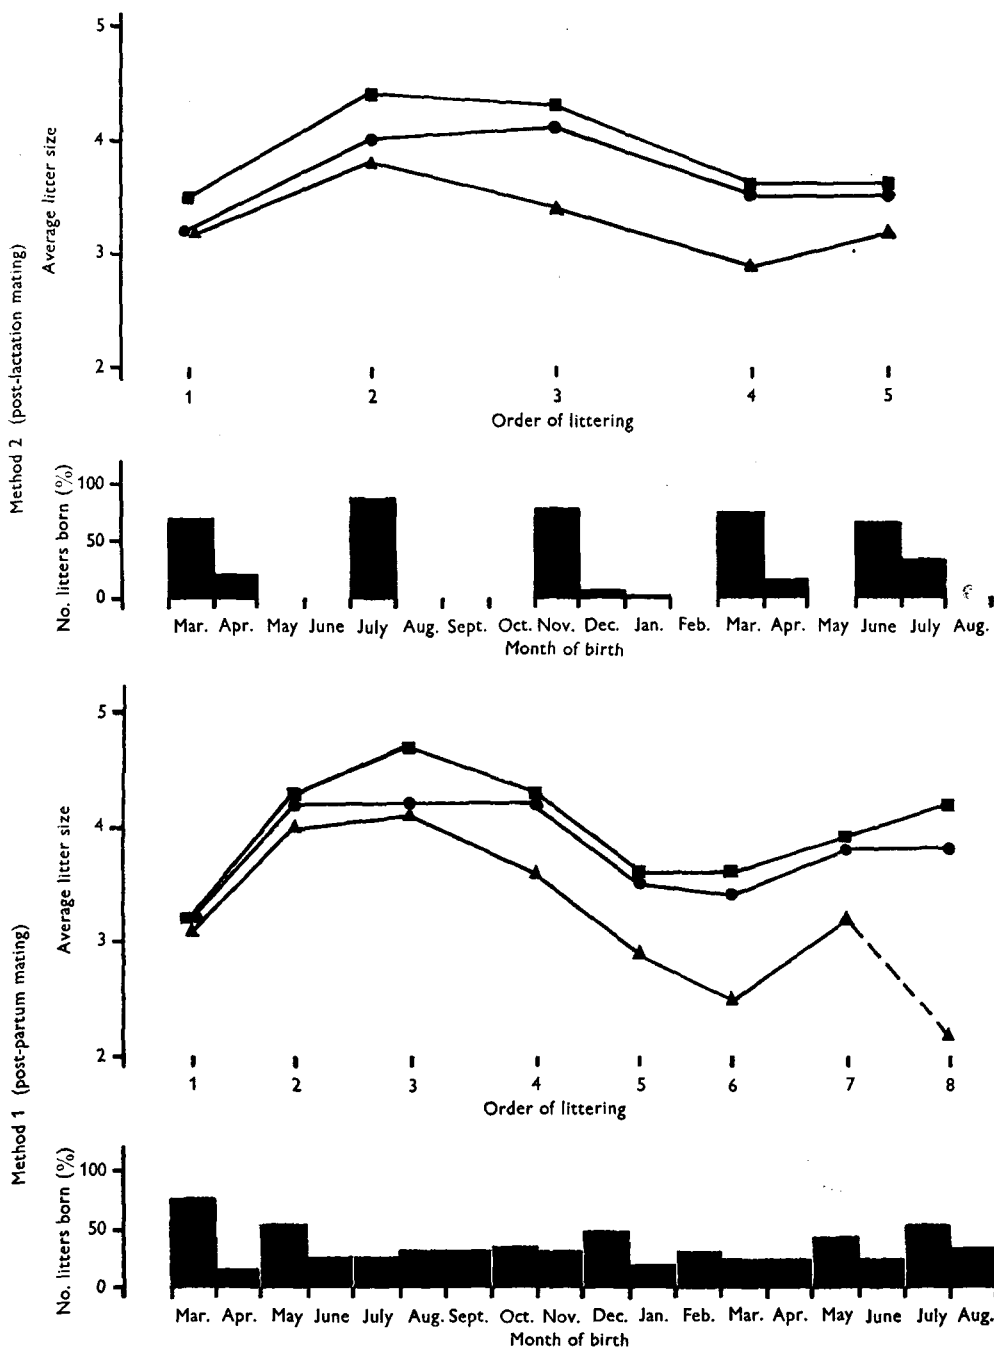 Method 2 (post-lactation mating)
Average litter size
5
4
3
2
1 2 3 4 5
Order of littering
No. litters born (%)
100
50
0
Mar. Apr. May June July Aug. Sept. Oct. Nov. Dec. Jan. Feb. Mar. Apr. May June July Aug.
Month of birth
Method 1 (post-partum mating)
Average litter size
5
4
3
2
1 2 3 4 5 6 7 8
Order of littering
No. litters born (%)
100
50
0
Mar. Apr. May June July Aug. Sept. Oct. Nov. Dec. Jan. Feb. Mar. Apr. May June July Aug.
Month of birth